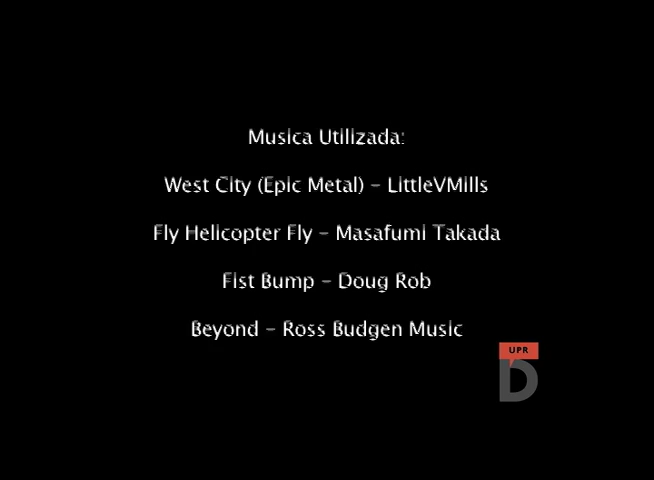 Musica Utilizada:
West City (Epic Metal) - LittleVMills
Fly Helicopter Fly - Masafumi Takada
Fist Bump - Doug Rob
Beyond - Ross Budgen Music
UPR
D